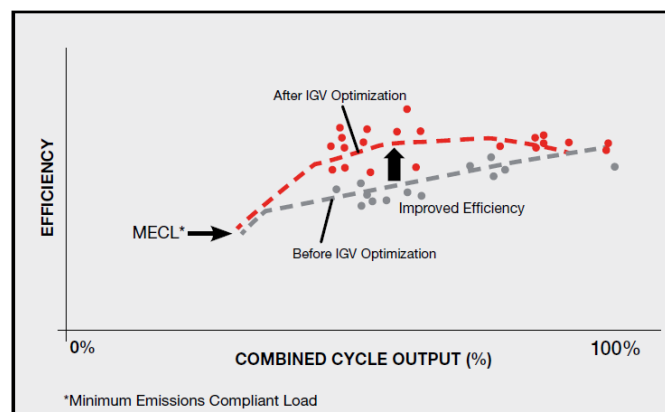 After IGV Optimization
EFFICIENCY
Improved Efficiency
MECL*
Before IGV Optimization
0%
100%
COMBINED CYCLE OUTPUT (%)
*Minimum Emissions Compliant Load